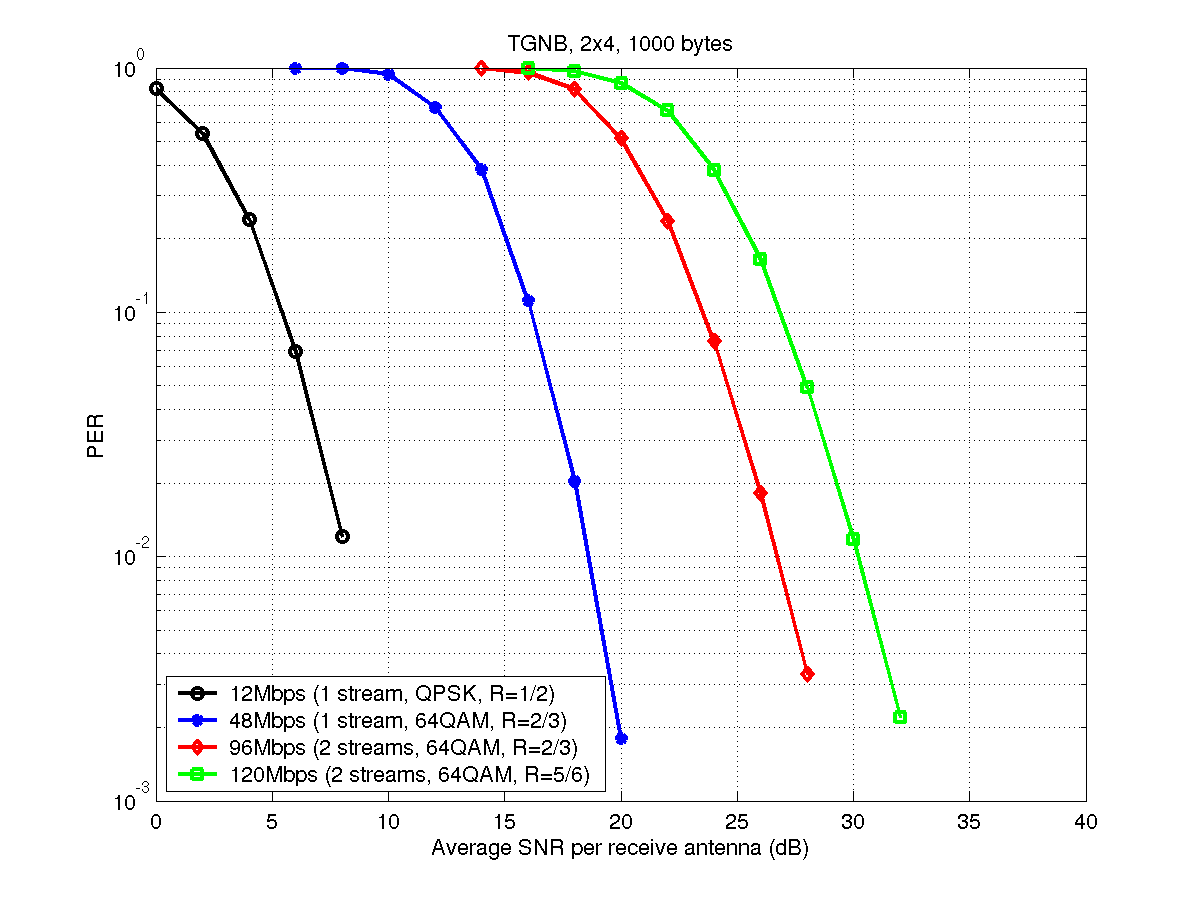 TGNB, 2x4, 1000 bytes
10^0
10^-1
10^-2
10^-3
PER
12Mbps (1 stream, QPSK, R=1/2)
48Mbps (1 stream, 64QAM, R=2/3)
96Mbps (2 streams, 64QAM, R=2/3)
120Mbps (2 streams, 64QAM, R=5/6)
0 5 10 15 20 25 30 35 40
Average SNR per receive antenna (dB)